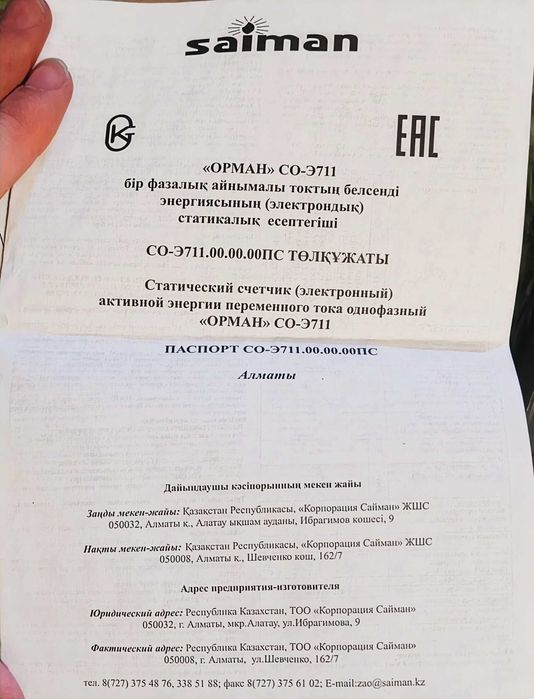 saiman
EAC
«ОРМАН» СО-Э711
бір фазалық айнымалы токтың белсенді
энергиясының (электрондық)
статикалық есептегіші
СО-Э711.00.00.00ПС ТӨЛҚҰЖАТЫ
Статический счетчик (электронный)
активной энергии переменного тока однофазный
«ОРМАН» СО-Э711
ПАСПОРТ СО-Э711.00.00.00ПС
Алматы
Дайындаушы кәсіпорынның мекен жайы
Заңды мекен-жайы: Қазақстан Республикасы, «Корпорация Сайман» ЖШС
050032, Алматы қ., Алатау ықшам ауданы, Ибрагимов көшесі, 9
Нақты мекен-жайы: Қазақстан Республикасы, «Корпорация Сайман» ЖШС
050008, Алматы қ., Шевченко көш, 162/7
Адрес предприятия-изготовителя
Юридический адрес: Республика Казахстан, ТОО «Корпорация Сайман»
050032, г. Алматы, мкр.Алатау, ул.Ибрагимова, 9
Фактический адрес: Республика Казахстан, ТОО «Корпорация Сайман»
050008, г. Алматы, ул.Шевченко, 162/7
тел. 8(727) 375 48 76, 338 51 88; факс 8(727) 375 61 02; E-mail:zao@saiman.kz